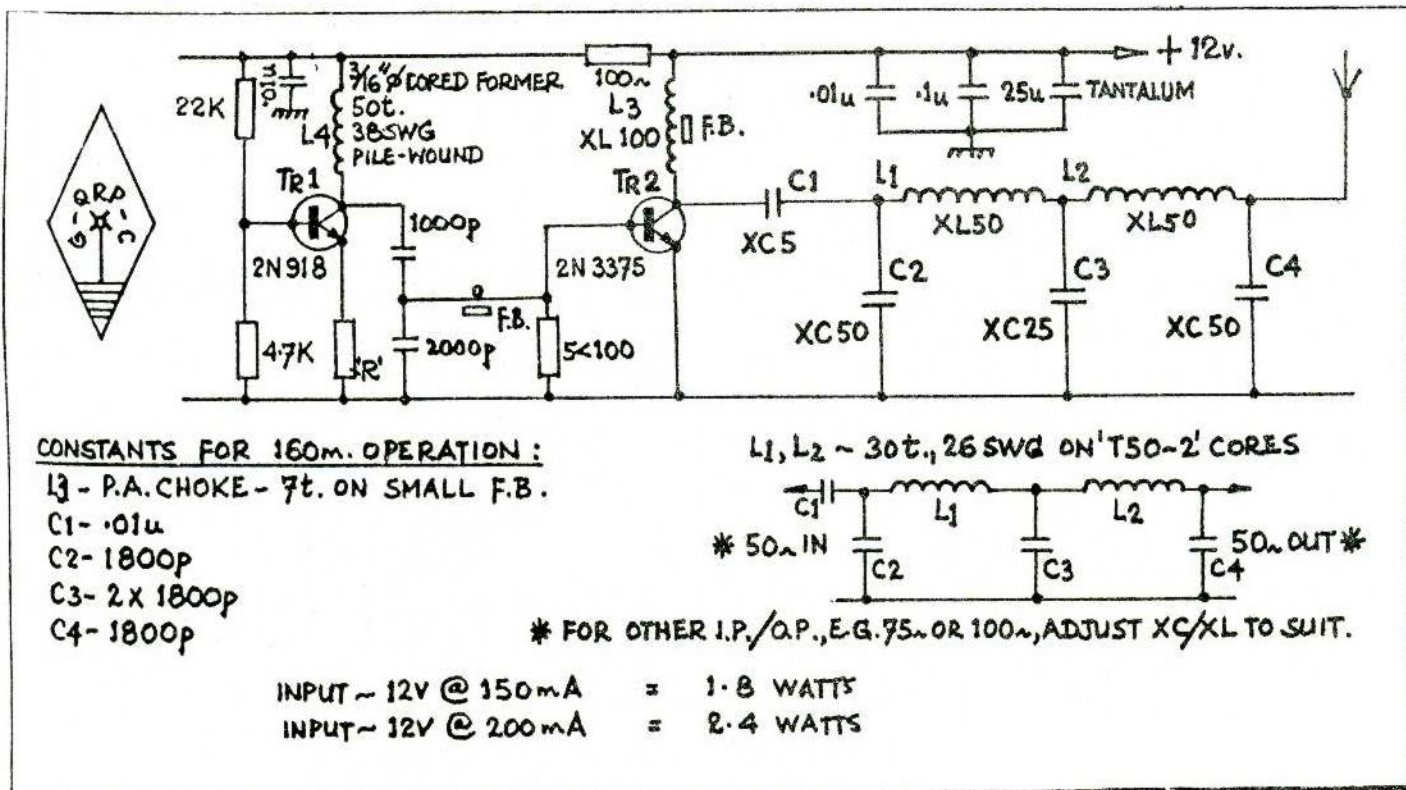 + 12v.
22K
.01u
3/16"⌀ CORED FORMER
50t.
38SWG
PILE-WOUND
L4
100~
L3
XL100
F.B.
.01u
.1u
25u
TANTALUM
QRP
G
C
TR1
2N918
1000p
TR2
2N3375
C1
XC5
L1
XL50
L2
XL50
C2
XC50
C3
XC25
C4
XC50
4.7K
'R'
2000p
F.B.
5<100
CONSTANTS FOR 160m. OPERATION :
L3 - P.A. CHOKE - 7t. ON SMALL F.B.
C1 - .01u
C2 - 1800p
C3 - 2 X 1800p
C4 - 1800p
L1, L2 ~ 30t., 26 SWG ON 'T50~2' CORES
C1
L1
L2
* 50~ IN
C2
C3
C4
50~ OUT *
* FOR OTHER I.P./O.P., E.G. 75~ OR 100~, ADJUST XC/XL TO SUIT.
INPUT ~ 12V @ 150mA = 1.8 WATTS
INPUT ~ 12V @ 200mA = 2.4 WATTS